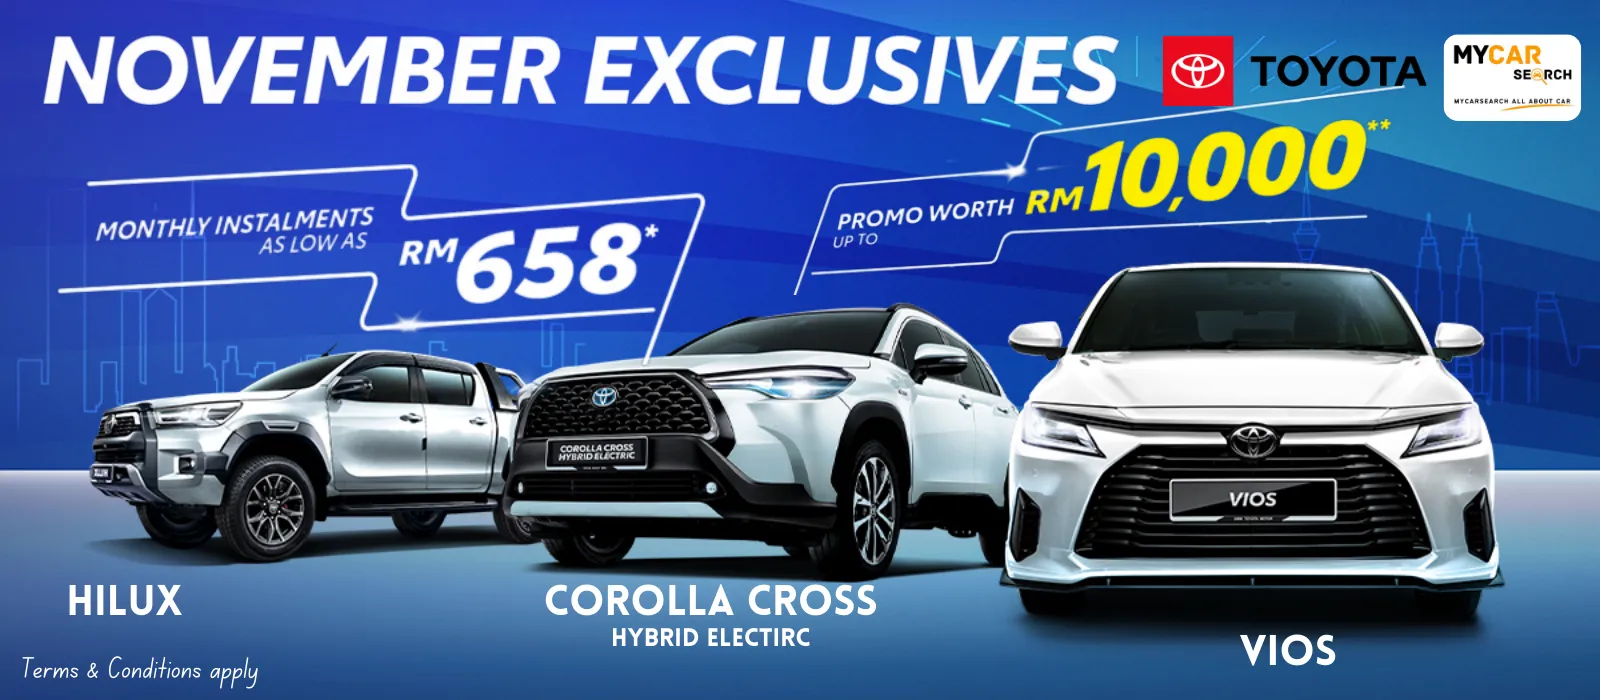 NOVEMBER EXCLUSIVES
TOYOTA
MYCAR
SEARCH
MYCARSEARCH ALL ABOUT CAR
MONTHLY INSTALMENTS
AS LOW AS
RM658*
PROMO WORTH
UP TO
RM10,000**
COROLLA CROSS
HYBRID ELECTRIC
VIOS
HILUX
COROLLA CROSS
HYBRID ELECTIRC
VIOS
Terms & Conditions apply